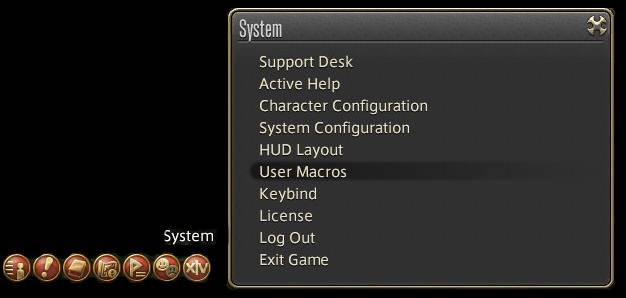 System
Support Desk
Active Help
Character Configuration
System Configuration
HUD Layout
User Macros
Keybind
License
Log Out
Exit Game
System
XIV